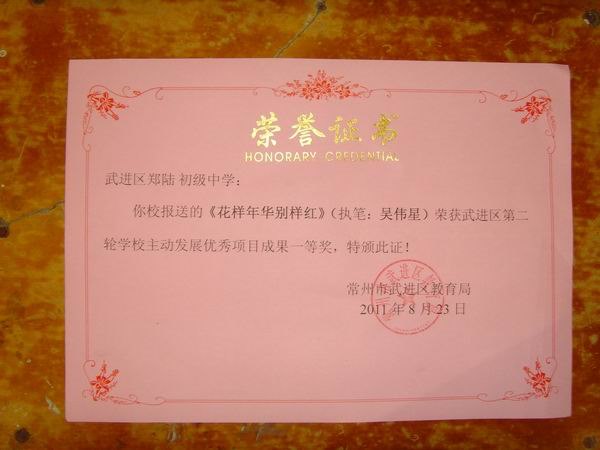 荣誉证书
HONORARY CREDENTIAL
武进区郑陆 初级中学：
你校报送的《花样年华别样红》（执笔：吴伟星）荣获武进区第二
轮学校主动发展优秀项目成果一等奖，特颁此证！
常州市武进区教育局
2011 年 8 月 23 日